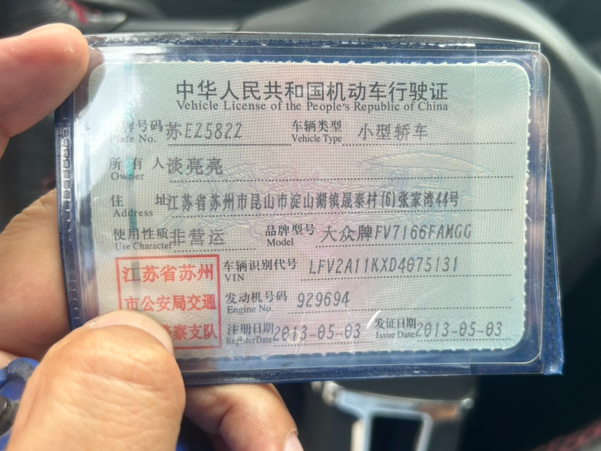 中华人民共和国机动车行驶证
Vehicle License of the People's Republic of China
号牌号码 苏EZ5822 车辆类型 小型轿车
Plate No. Vehicle Type
所有人 淡亮亮
Owner
住址 江苏省苏州市昆山市淀山湖镇晟泰村(6)张家湾44号
Address
使用性质 非营运 品牌型号 大众牌FV7166FAMGG
Use Character Model
车辆识别代号 LFV2A11KXD4075131
VIN
发动机号码 929694
Engine No.
注册日期 2013-05-03 发证日期 2013-05-03
Register Date Issue Date
江苏省苏州
市公安局交通
警察支队